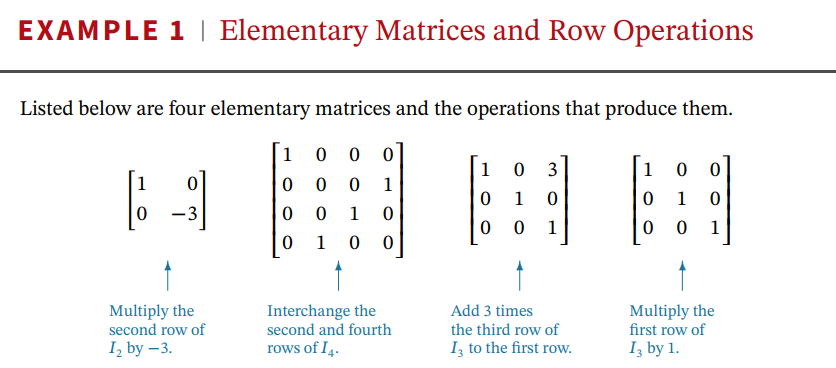 EXAMPLE 1 | Elementary Matrices and Row Operations
Listed below are four elementary matrices and the operations that produce them.
1 0
0 −3
1 0 0 0
0 0 0 1
0 0 1 0
0 1 0 0
1 0 3
0 1 0
0 0 1
1 0 0
0 1 0
0 0 1
Multiply the
second row of
I₂ by −3.
Interchange the
second and fourth
rows of I₄.
Add 3 times
the third row of
I₃ to the first row.
Multiply the
first row of
I₃ by 1.